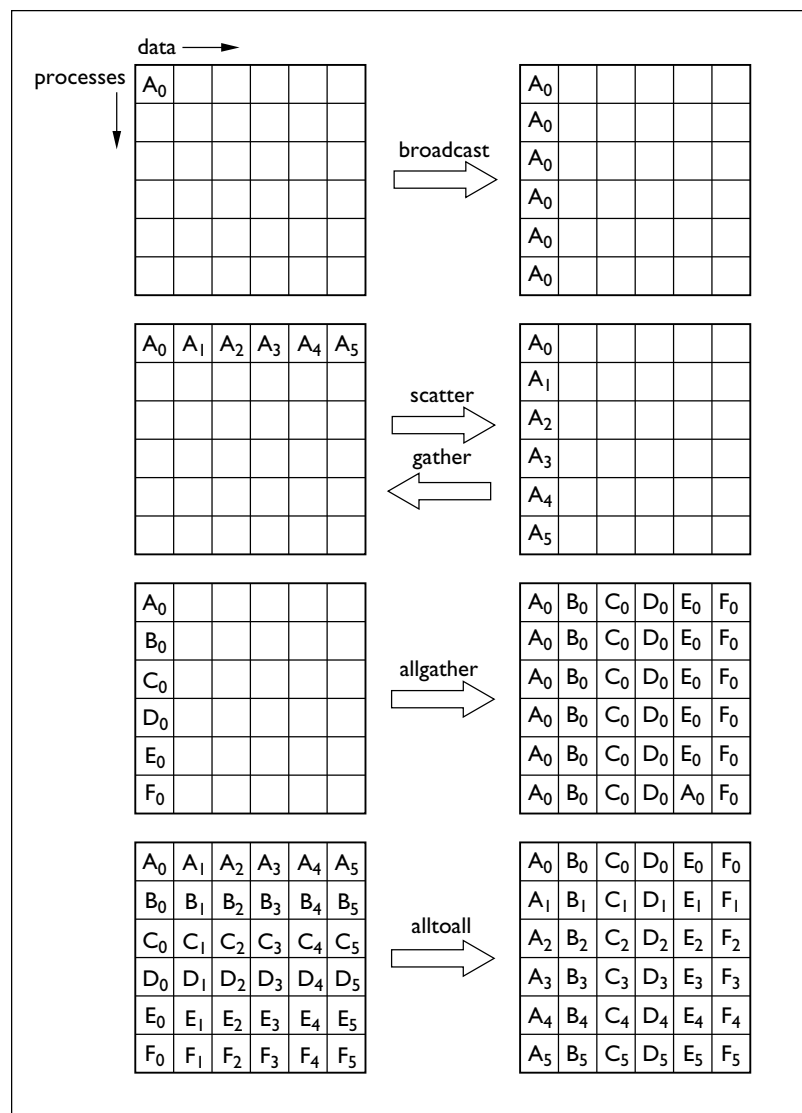 data
processes
A0
broadcast
A0
A0
A0
A0
A0
A0
A0 A1 A2 A3 A4 A5
scatter
gather
A0
A1
A2
A3
A4
A5
A0
B0
C0
D0
E0
F0
allgather
A0 B0 C0 D0 E0 F0
A0 B0 C0 D0 E0 F0
A0 B0 C0 D0 E0 F0
A0 B0 C0 D0 E0 F0
A0 B0 C0 D0 E0 F0
A0 B0 C0 D0 A0 F0
A0 A1 A2 A3 A4 A5
B0 B1 B2 B3 B4 B5
C0 C1 C2 C3 C4 C5
D0 D1 D2 D3 D4 D5
E0 E1 E2 E3 E4 E5
F0 F1 F2 F3 F4 F5
alltoall
A0 B0 C0 D0 E0 F0
A1 B1 C1 D1 E1 F1
A2 B2 C2 D2 E2 F2
A3 B3 C3 D3 E3 F3
A4 B4 C4 D4 E4 F4
A5 B5 C5 D5 E5 F5